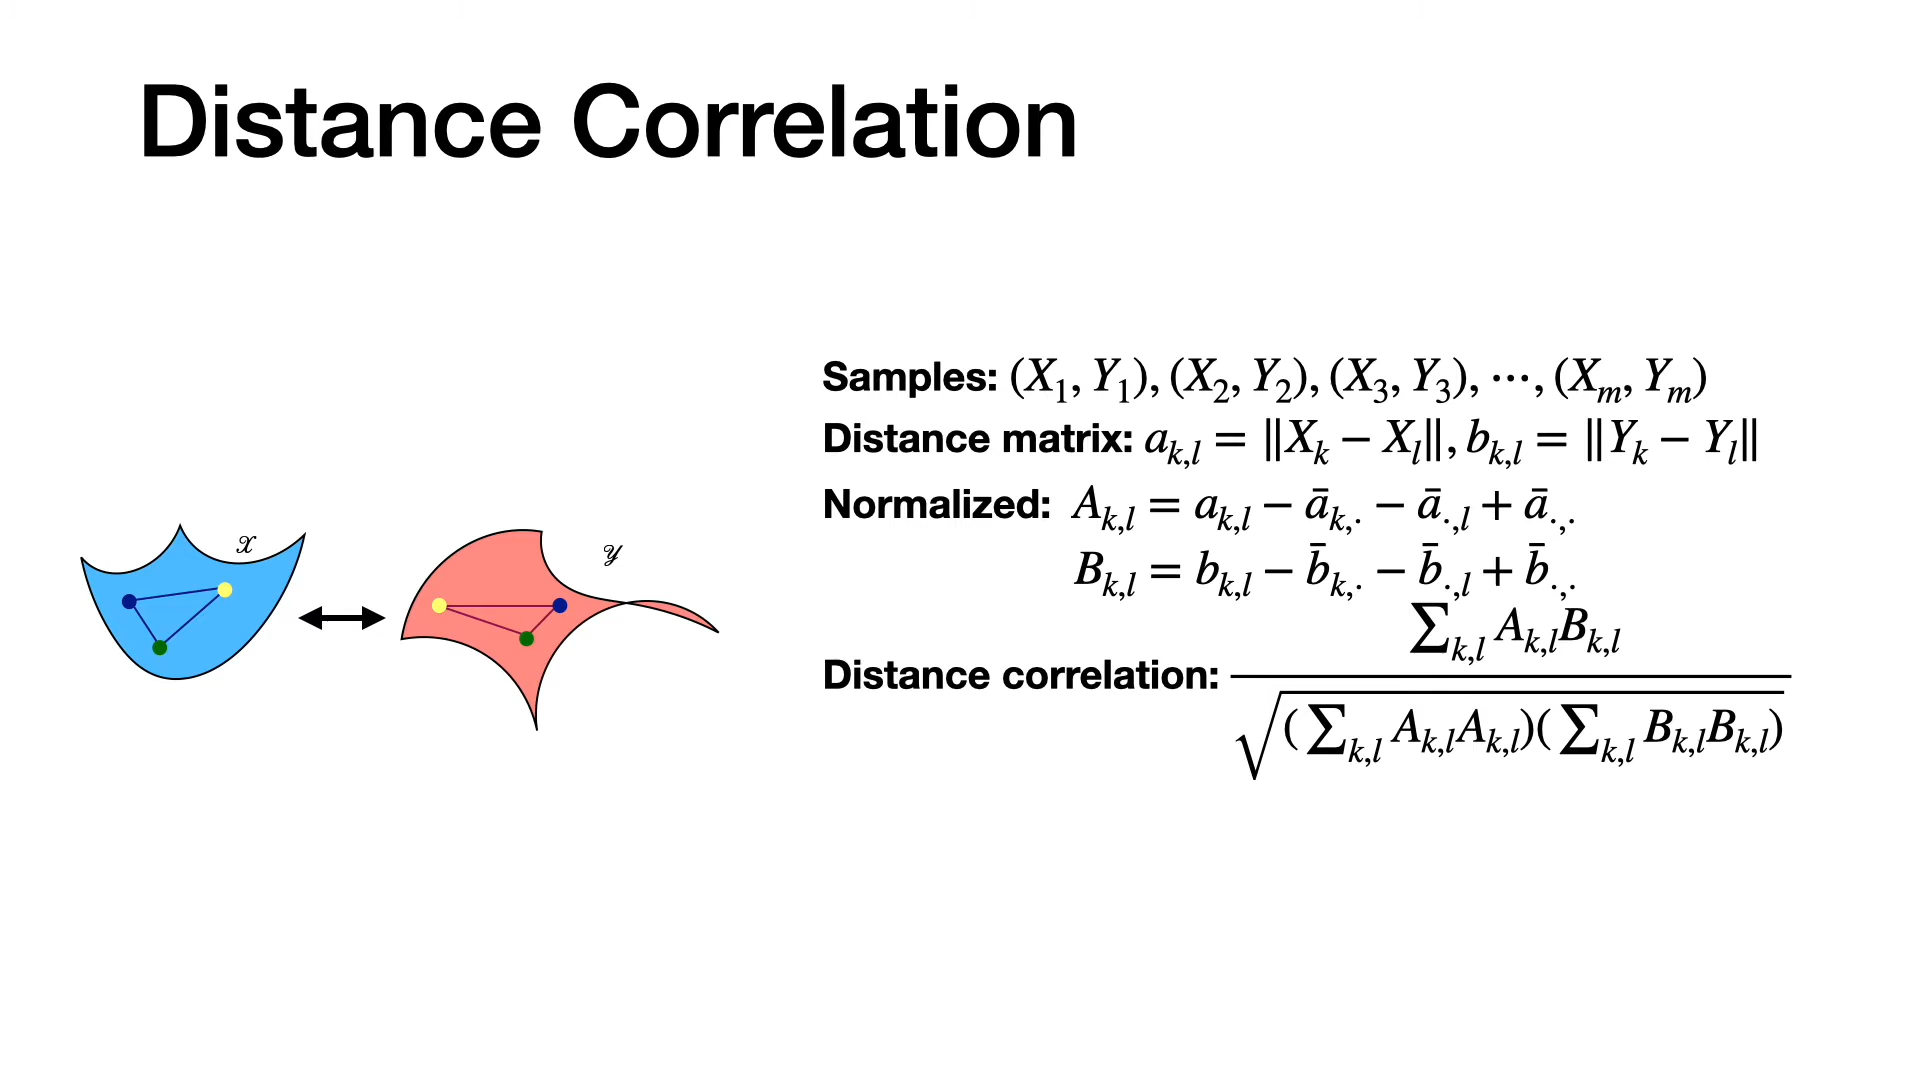 Distance Correlation
𝒳
𝒴
Samples: (X₁, Y₁), (X₂, Y₂), (X₃, Y₃), ⋯, (Xₘ, Yₘ)
Distance matrix: a_{k,l} = ‖X_k − X_l‖, b_{k,l} = ‖Y_k − Y_l‖
Normalized: A_{k,l} = a_{k,l} − ā_{k,·} − ā_{·,l} + ā_{·,·}
B_{k,l} = b_{k,l} − b̄_{k,·} − b̄_{·,l} + b̄_{·,·}
Distance correlation: ∑_{k,l} A_{k,l}B_{k,l} / √((∑_{k,l} A_{k,l}A_{k,l})(∑_{k,l} B_{k,l}B_{k,l}))